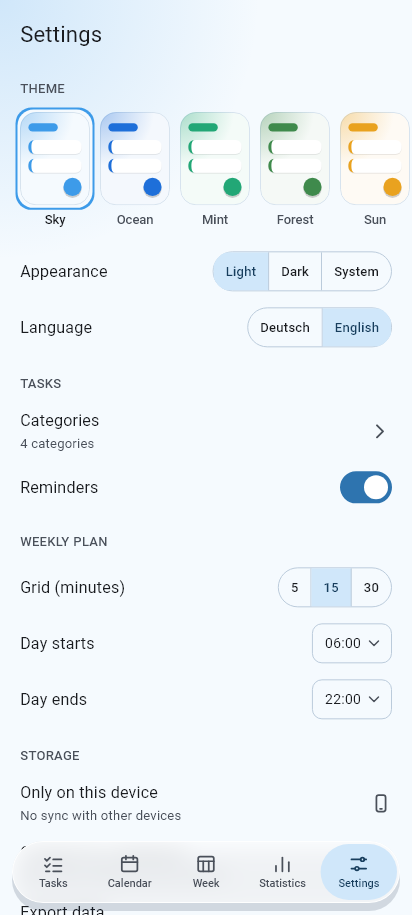 Settings
THEME
Sky Ocean Mint Forest Sun
Appearance Light Dark System
Language Deutsch English
TASKS
Categories
4 categories
Reminders
WEEKLY PLAN
Grid (minutes) 5 15 30
Day starts 06:00
Day ends 22:00
STORAGE
Only on this device
No sync with other devices
Tasks Calendar Week Statistics Settings
Export data